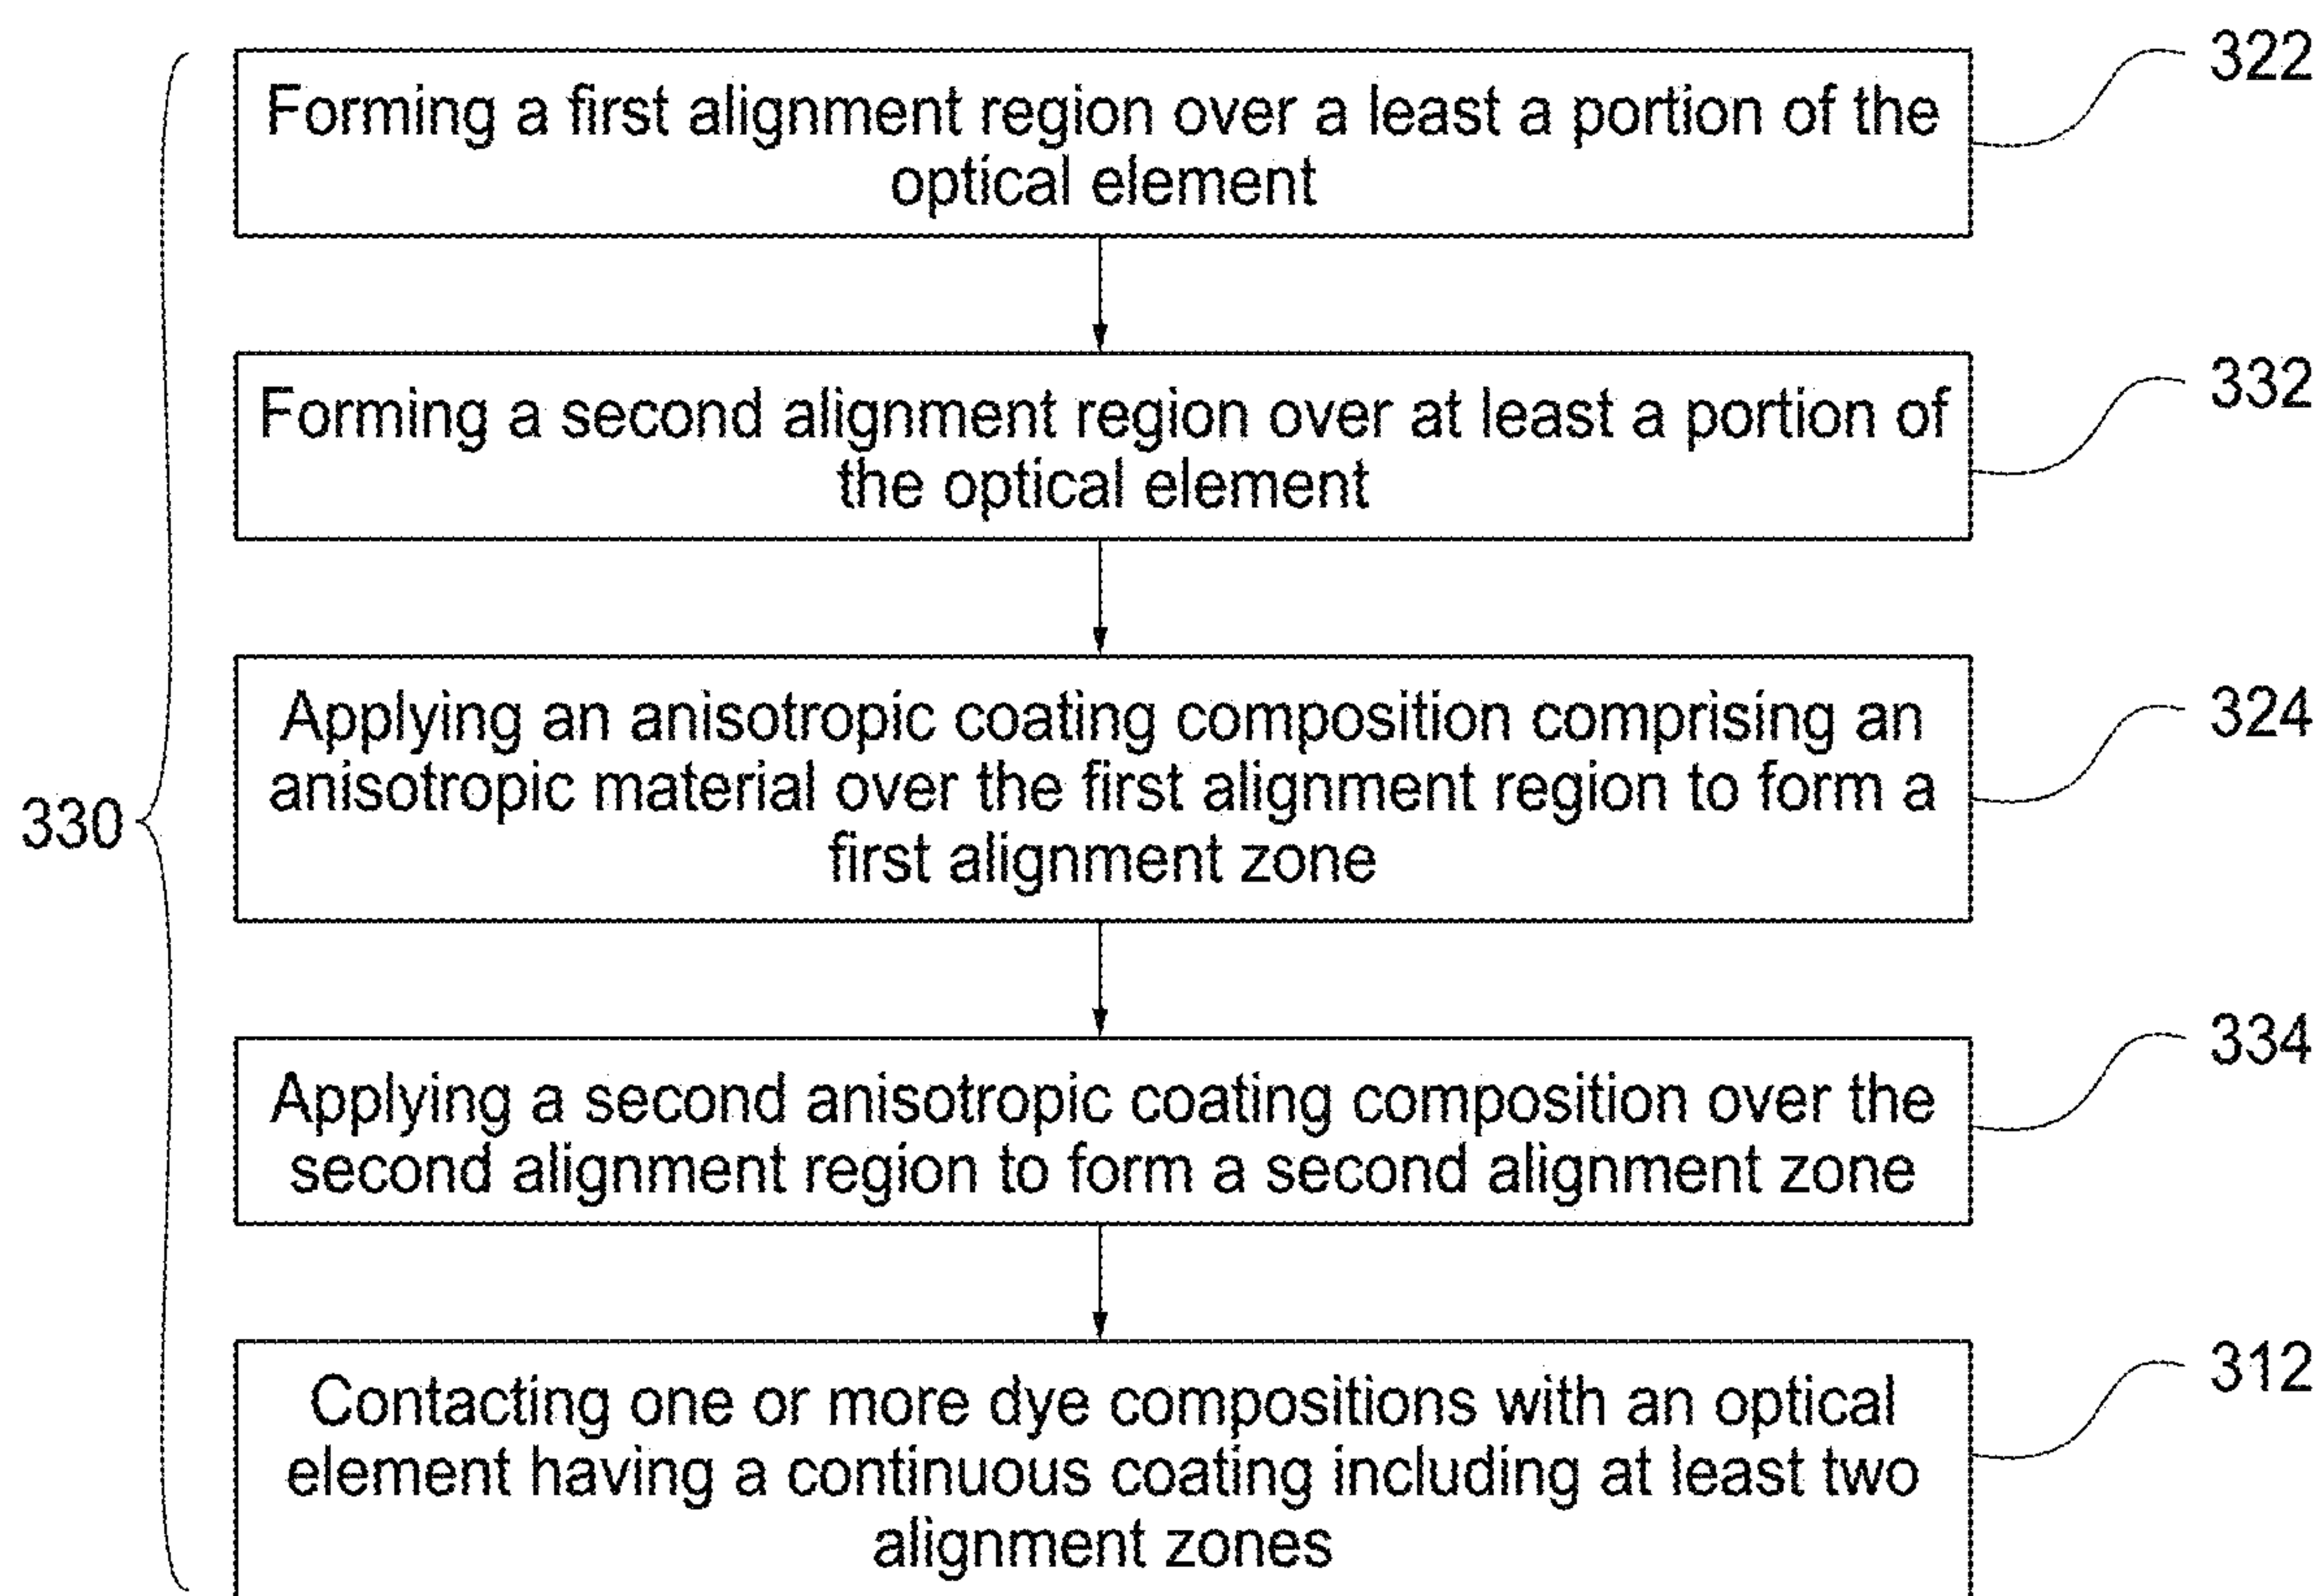 322
Forming a first alignment region over a least a portion of the
optical element
332
Forming a second alignment region over at least a portion of
the optical element
324
Applying an anisotropic coating composition comprising an
anisotropic material over the first alignment region to form a
first alignment zone
330
334
Applying a second anisotropic coating composition over the
second alignment region to form a second alignment zone
312
Contacting one or more dye compositions with an optical
element having a continuous coating including at least two
alignment zones